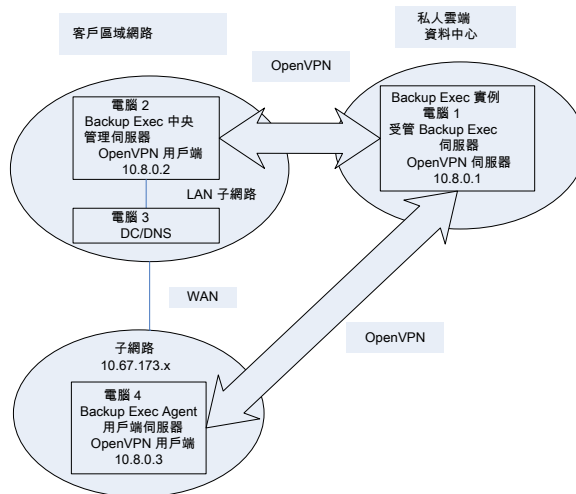 客戶區域網路
私人雲端
資料中心
OpenVPN
電腦 2
Backup Exec 中央
管理伺服器
OpenVPN 用戶端
10.8.0.2
LAN 子網路
電腦 3
DC/DNS
Backup Exec 實例
電腦 1
受管 Backup Exec
伺服器
OpenVPN 伺服器
10.8.0.1
WAN
OpenVPN
子網路
10.67.173.x
電腦 4
Backup Exec Agent
用戶端伺服器
OpenVPN 用戶端
10.8.0.3